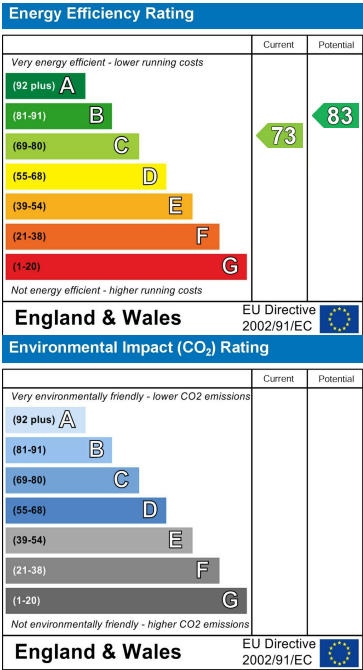 Energy Efficiency Rating
Current Potential
Very energy efficient - lower running costs
(92 plus) A
(81-91) B
(69-80) C
(55-68) D
(39-54) E
(21-38) F
(1-20) G
73
83
Not energy efficient - higher running costs
England & Wales
EU Directive
2002/91/EC
Environmental Impact (CO₂) Rating
Current Potential
Very environmentally friendly - lower CO2 emissions
(92 plus) A
(81-91) B
(69-80) C
(55-68) D
(39-54) E
(21-38) F
(1-20) G
Not environmentally friendly - higher CO2 emissions
England & Wales
EU Directive
2002/91/EC